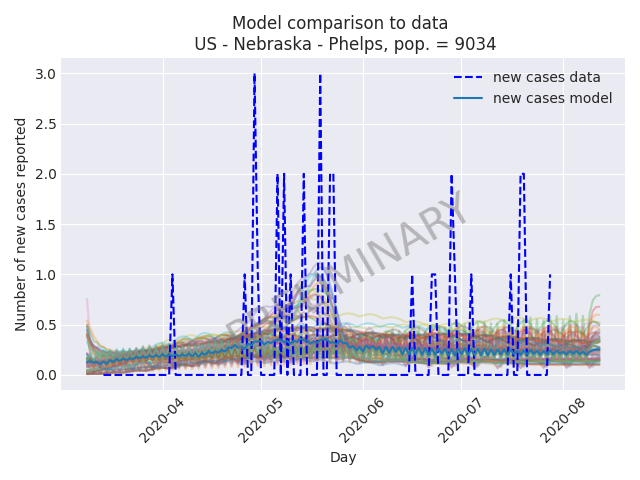 Model comparison to data
US - Nebraska - Phelps, pop. = 9034
new cases data
new cases model
Number of new cases reported
3.0
2.5
2.0
1.5
1.0
0.5
0.0
PRELIMINARY
2020-04
2020-05
2020-06
2020-07
2020-08
Day